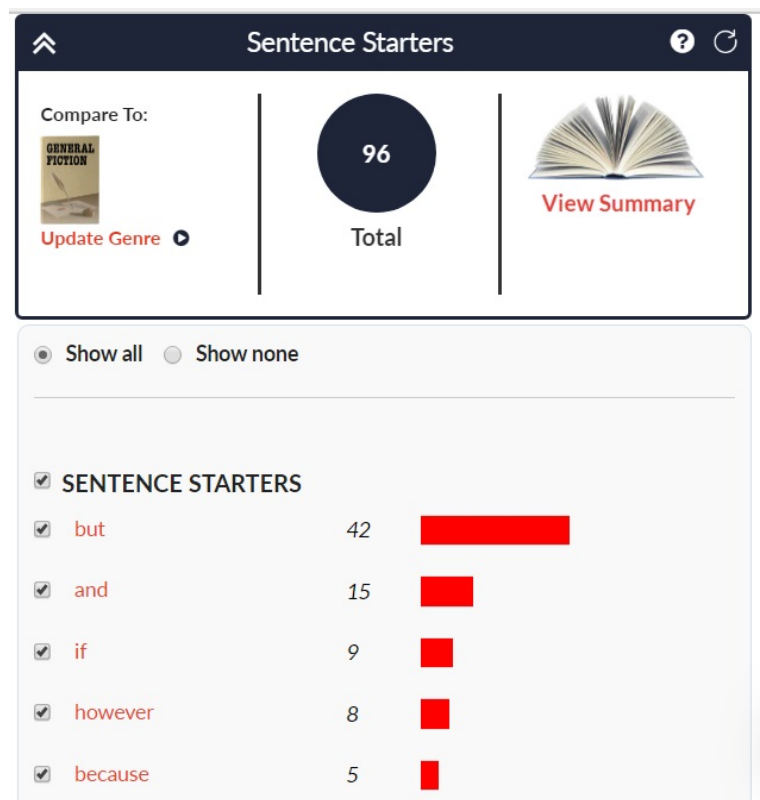 Sentence Starters
Compare To:
GENERAL
FICTION
Update Genre
96
Total
View Summary
Show all Show none
SENTENCE STARTERS
but 42
and 15
if 9
however 8
because 5